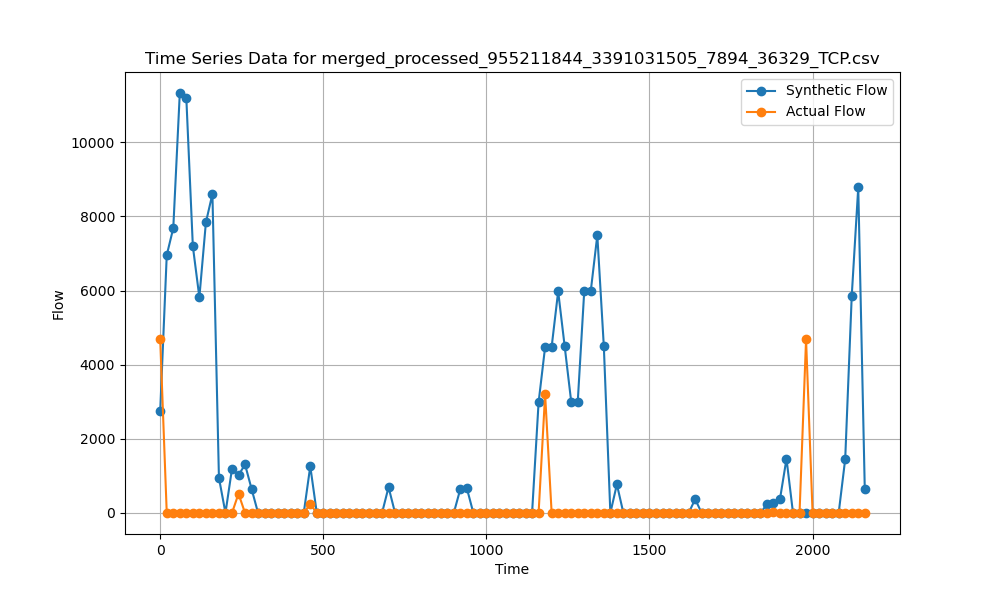 Time Series Data for merged_processed_955211844_3391031505_7894_36329_TCP.csv
Synthetic Flow
Actual Flow
10000
8000
6000
4000
2000
0
Flow
0 500 1000 1500 2000
Time